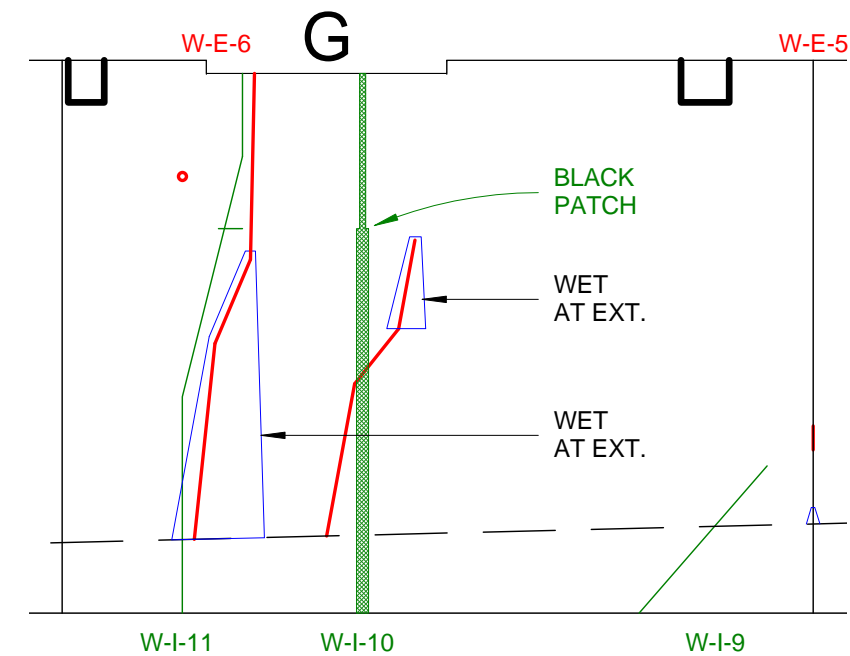 W-E-6
G
W-E-5
BLACK
PATCH
WET
AT EXT.
WET
AT EXT.
W-I-11
W-I-10
W-I-9